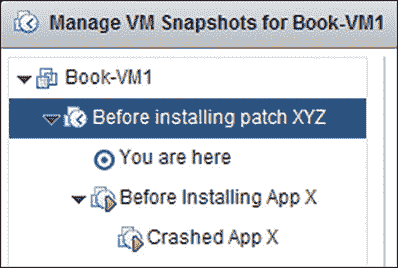 Manage VM Snapshots for Book-VM1
Book-VM1
Before installing patch XYZ
You are here
Before Installing App X
Crashed App X